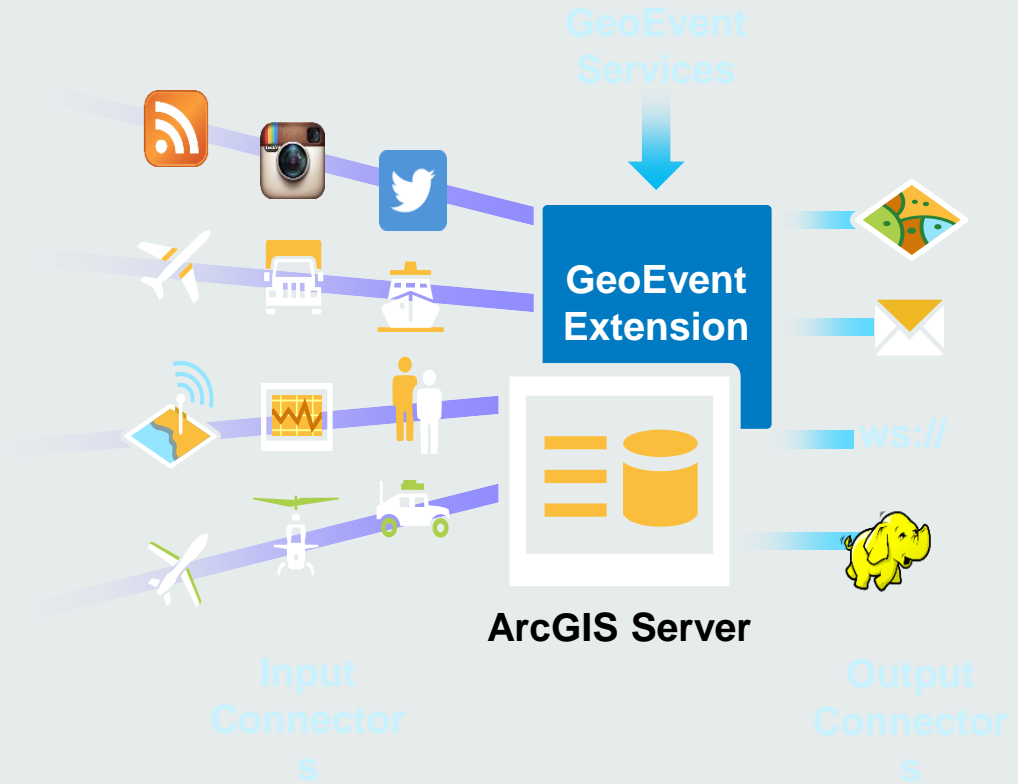 GeoEvent
Services
GeoEvent
Extension
ws://
ArcGIS Server
Input
Connector
s
Output
Connector
s